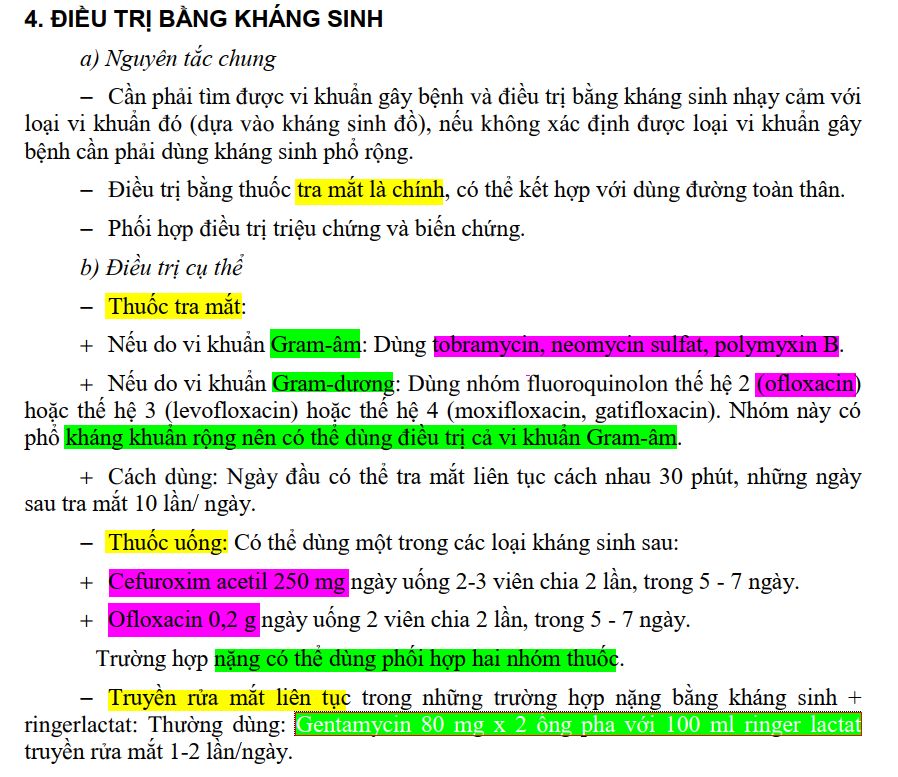 4. ĐIỀU TRỊ BẰNG KHÁNG SINH
a) Nguyên tắc chung
− Cần phải tìm được vi khuẩn gây bệnh và điều trị bằng kháng sinh nhạy cảm với
loại vi khuẩn đó (dựa vào kháng sinh đồ), nếu không xác định được loại vi khuẩn gây
bệnh cần phải dùng kháng sinh phổ rộng.
− Điều trị bằng thuốc tra mắt là chính, có thể kết hợp với dùng đường toàn thân.
− Phối hợp điều trị triệu chứng và biến chứng.
b) Điều trị cụ thể
− Thuốc tra mắt:
+ Nếu do vi khuẩn Gram-âm: Dùng tobramycin, neomycin sulfat, polymyxin B.
+ Nếu do vi khuẩn Gram-dương: Dùng nhóm fluoroquinolon thế hệ 2 (ofloxacin)
hoặc thế hệ 3 (levofloxacin) hoặc thế hệ 4 (moxifloxacin, gatifloxacin). Nhóm này có
phổ kháng khuẩn rộng nên có thể dùng điều trị cả vi khuẩn Gram-âm.
+ Cách dùng: Ngày đầu có thể tra mắt liên tục cách nhau 30 phút, những ngày
sau tra mắt 10 lần/ ngày.
− Thuốc uống: Có thể dùng một trong các loại kháng sinh sau:
+ Cefuroxim acetil 250 mg ngày uống 2-3 viên chia 2 lần, trong 5 - 7 ngày.
+ Ofloxacin 0,2 g ngày uống 2 viên chia 2 lần, trong 5 - 7 ngày.
Trường hợp nặng có thể dùng phối hợp hai nhóm thuốc.
− Truyền rửa mắt liên tục trong những trường hợp nặng bằng kháng sinh +
ringerlactat: Thường dùng: Gentamycin 80 mg x 2 ống pha với 100 ml ringer lactat
truyền rửa mắt 1-2 lần/ngày.